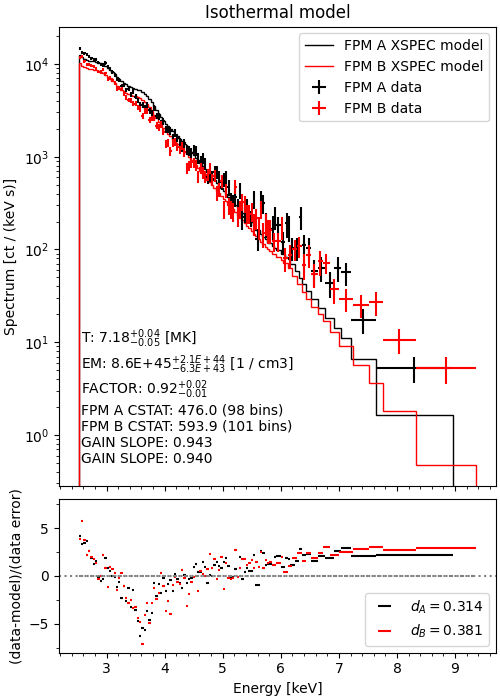 Isothermal model
FPM A XSPEC model
FPM B XSPEC model
FPM A data
FPM B data
Spectrum [ct / (keV s)]
10^4
10^3
10^2
10^1
10^0
T: 7.18^{+0.04}_{-0.05} [MK]
EM: 8.6E+45^{+2.1E+44}_{-6.3E+43} [1 / cm3]
FACTOR: 0.92^{+0.02}_{-0.01}
FPM A CSTAT: 476.0 (98 bins)
FPM B CSTAT: 593.9 (101 bins)
GAIN SLOPE: 0.943
GAIN SLOPE: 0.940
(data-model)/(data error)
5
0
−5
d_A = 0.314
d_B = 0.381
3 4 5 6 7 8 9
Energy [keV]